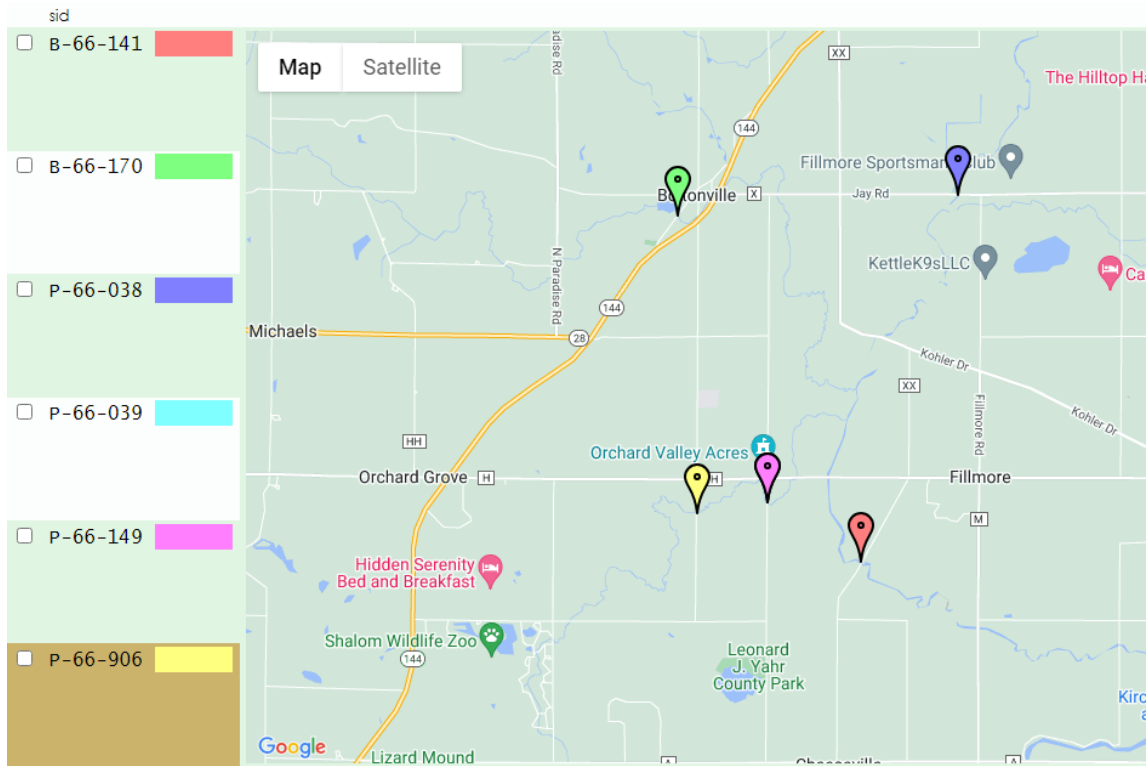 sid
B-66-141
B-66-170
P-66-038
P-66-039
P-66-149
P-66-906
Map
Satellite
Rd
XX
The Hilltop
144
Fillmore Sportsman
X
Jay Rd
N Paradise Rd
KettleK9sLLC
144
Michaels
28
Kohler Dr
XX
Kohler Dr
Fillmore Rd
HH
Orchard Valley Acres
Orchard Grove
H
H
Fillmore
M
Hidden Serenity
Bed and Breakfast
Shalom Wildlife Zoo
144
Leonard
J. Yahr
County Park
Google
Lizard Mound
A
A